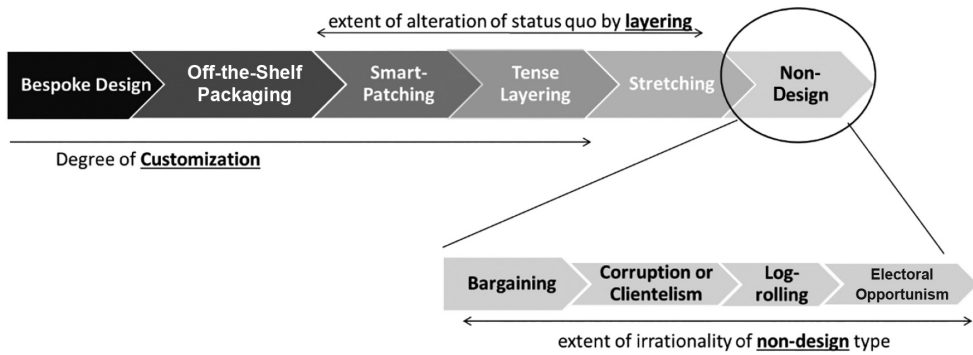 extent of alteration of status quo by layering
Bespoke Design
Off-the-Shelf
Packaging
Smart-
Patching
Tense
Layering
Stretching
Non-
Design
Degree of Customization
Bargaining
Corruption or
Clientelism
Log-
rolling
Electoral
Opportunism
extent of irrationality of non-design type